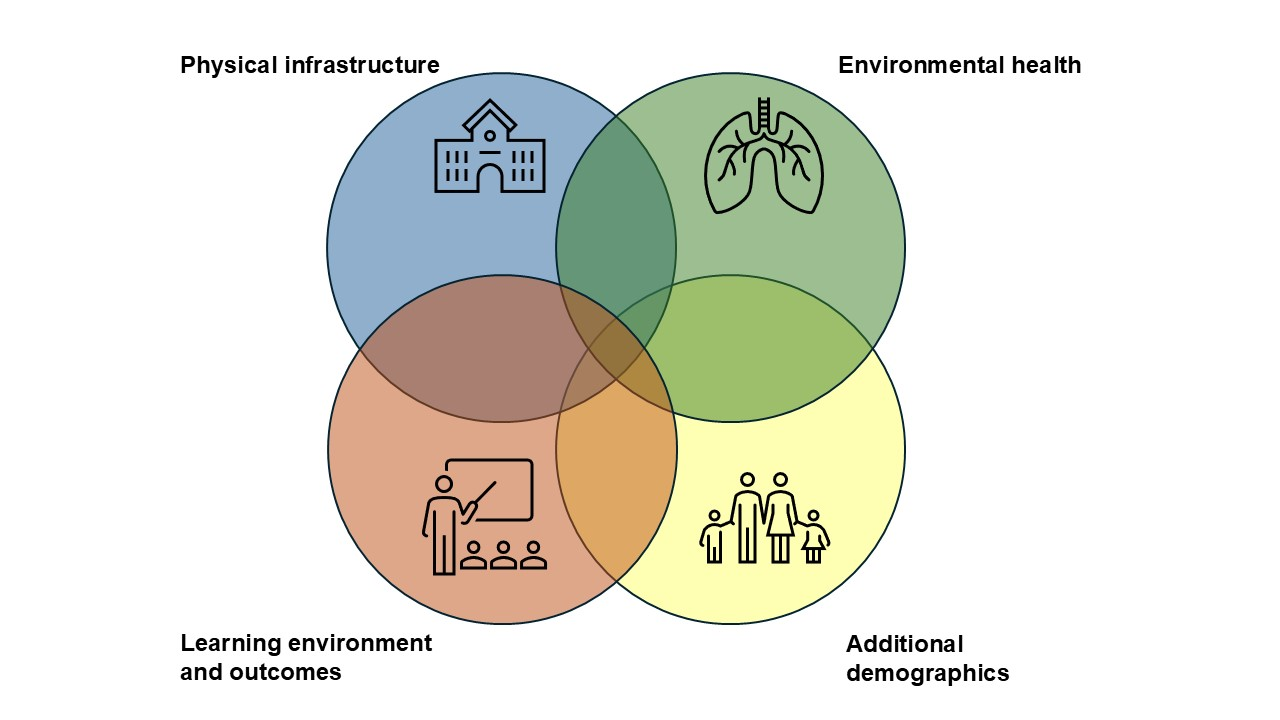 Physical infrastructure
Environmental health
Learning environment
and outcomes
Additional
demographics